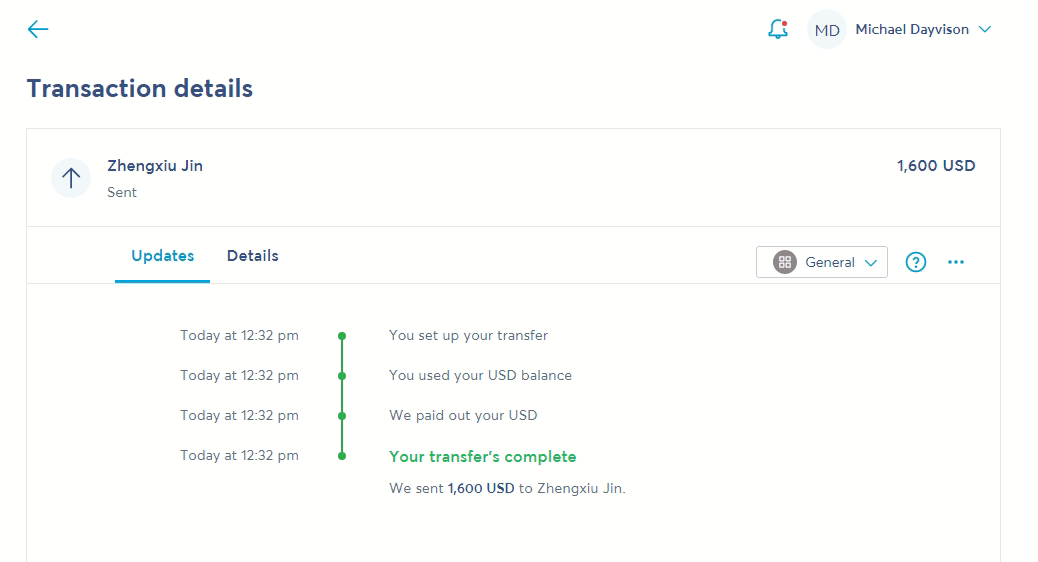 MD Michael Dayvison
Transaction details
Zhengxiu Jin 1,600 USD
Sent
Updates Details General ?
Today at 12:32 pm You set up your transfer
Today at 12:32 pm You used your USD balance
Today at 12:32 pm We paid out your USD
Today at 12:32 pm Your transfer's complete
We sent 1,600 USD to Zhengxiu Jin.